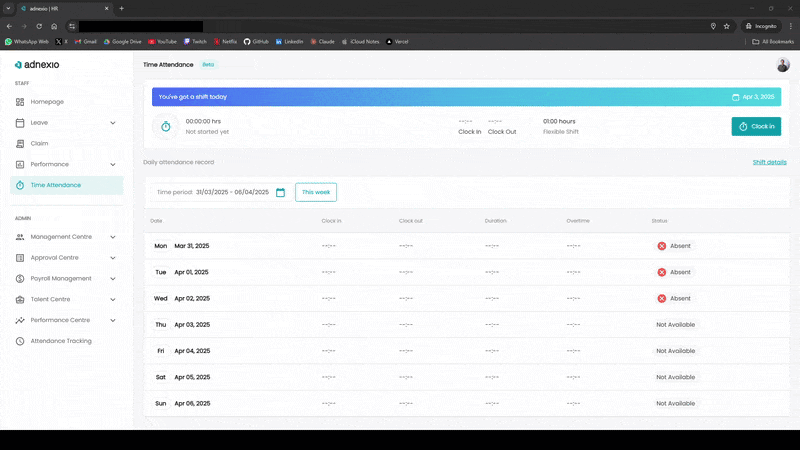 adnexio | HR
Incognito
WhatsApp Web
X
Gmail
Google Drive
YouTube
Twitch
Netflix
GitHub
LinkedIn
Claude
iCloud Notes
Vercel
All Bookmarks
adnexio
Time Attendance Beta
STAFF
Homepage
Leave
Claim
Performance
Time Attendance
ADMIN
Management Centre
Approval Centre
Payroll Management
Talent Centre
Performance Centre
Attendance Tracking
You've got a shift today
Apr 3, 2025
00:00:00 hrs
Not started yet
--:-- --:--
Clock In Clock Out
01:00 hours
Flexible Shift
Clock in
Daily attendance record
Shift details
Time period: 31/03/2025 - 06/04/2025
This week
Date Clock in Clock out Duration Overtime Status
Mon Mar 31, 2025 --:-- --:-- --:-- --:-- Absent
Tue Apr 01, 2025 --:-- --:-- --:-- --:-- Absent
Wed Apr 02, 2025 --:-- --:-- --:-- --:-- Absent
Thu Apr 03, 2025 --:-- --:-- --:-- --:-- Not Available
Fri Apr 04, 2025 --:-- --:-- --:-- --:-- Not Available
Sat Apr 05, 2025 --:-- --:-- --:-- --:-- Not Available
Sun Apr 06, 2025 --:-- --:-- --:-- --:-- Not Available